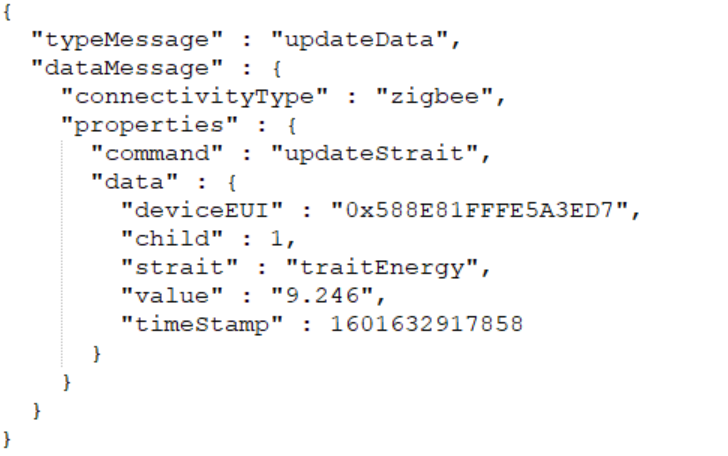 {
  "typeMessage" : "updateData",
  "dataMessage" : {
    "connectivityType" : "zigbee",
    "properties" : {
      "command" : "updateStrait",
      "data" : {
        "deviceEUI" : "0x588E81FFFE5A3ED7",
        "child" : 1,
        "strait" : "traitEnergy",
        "value" : "9.246",
        "timeStamp" : 1601632917858
      }
    }
  }
}